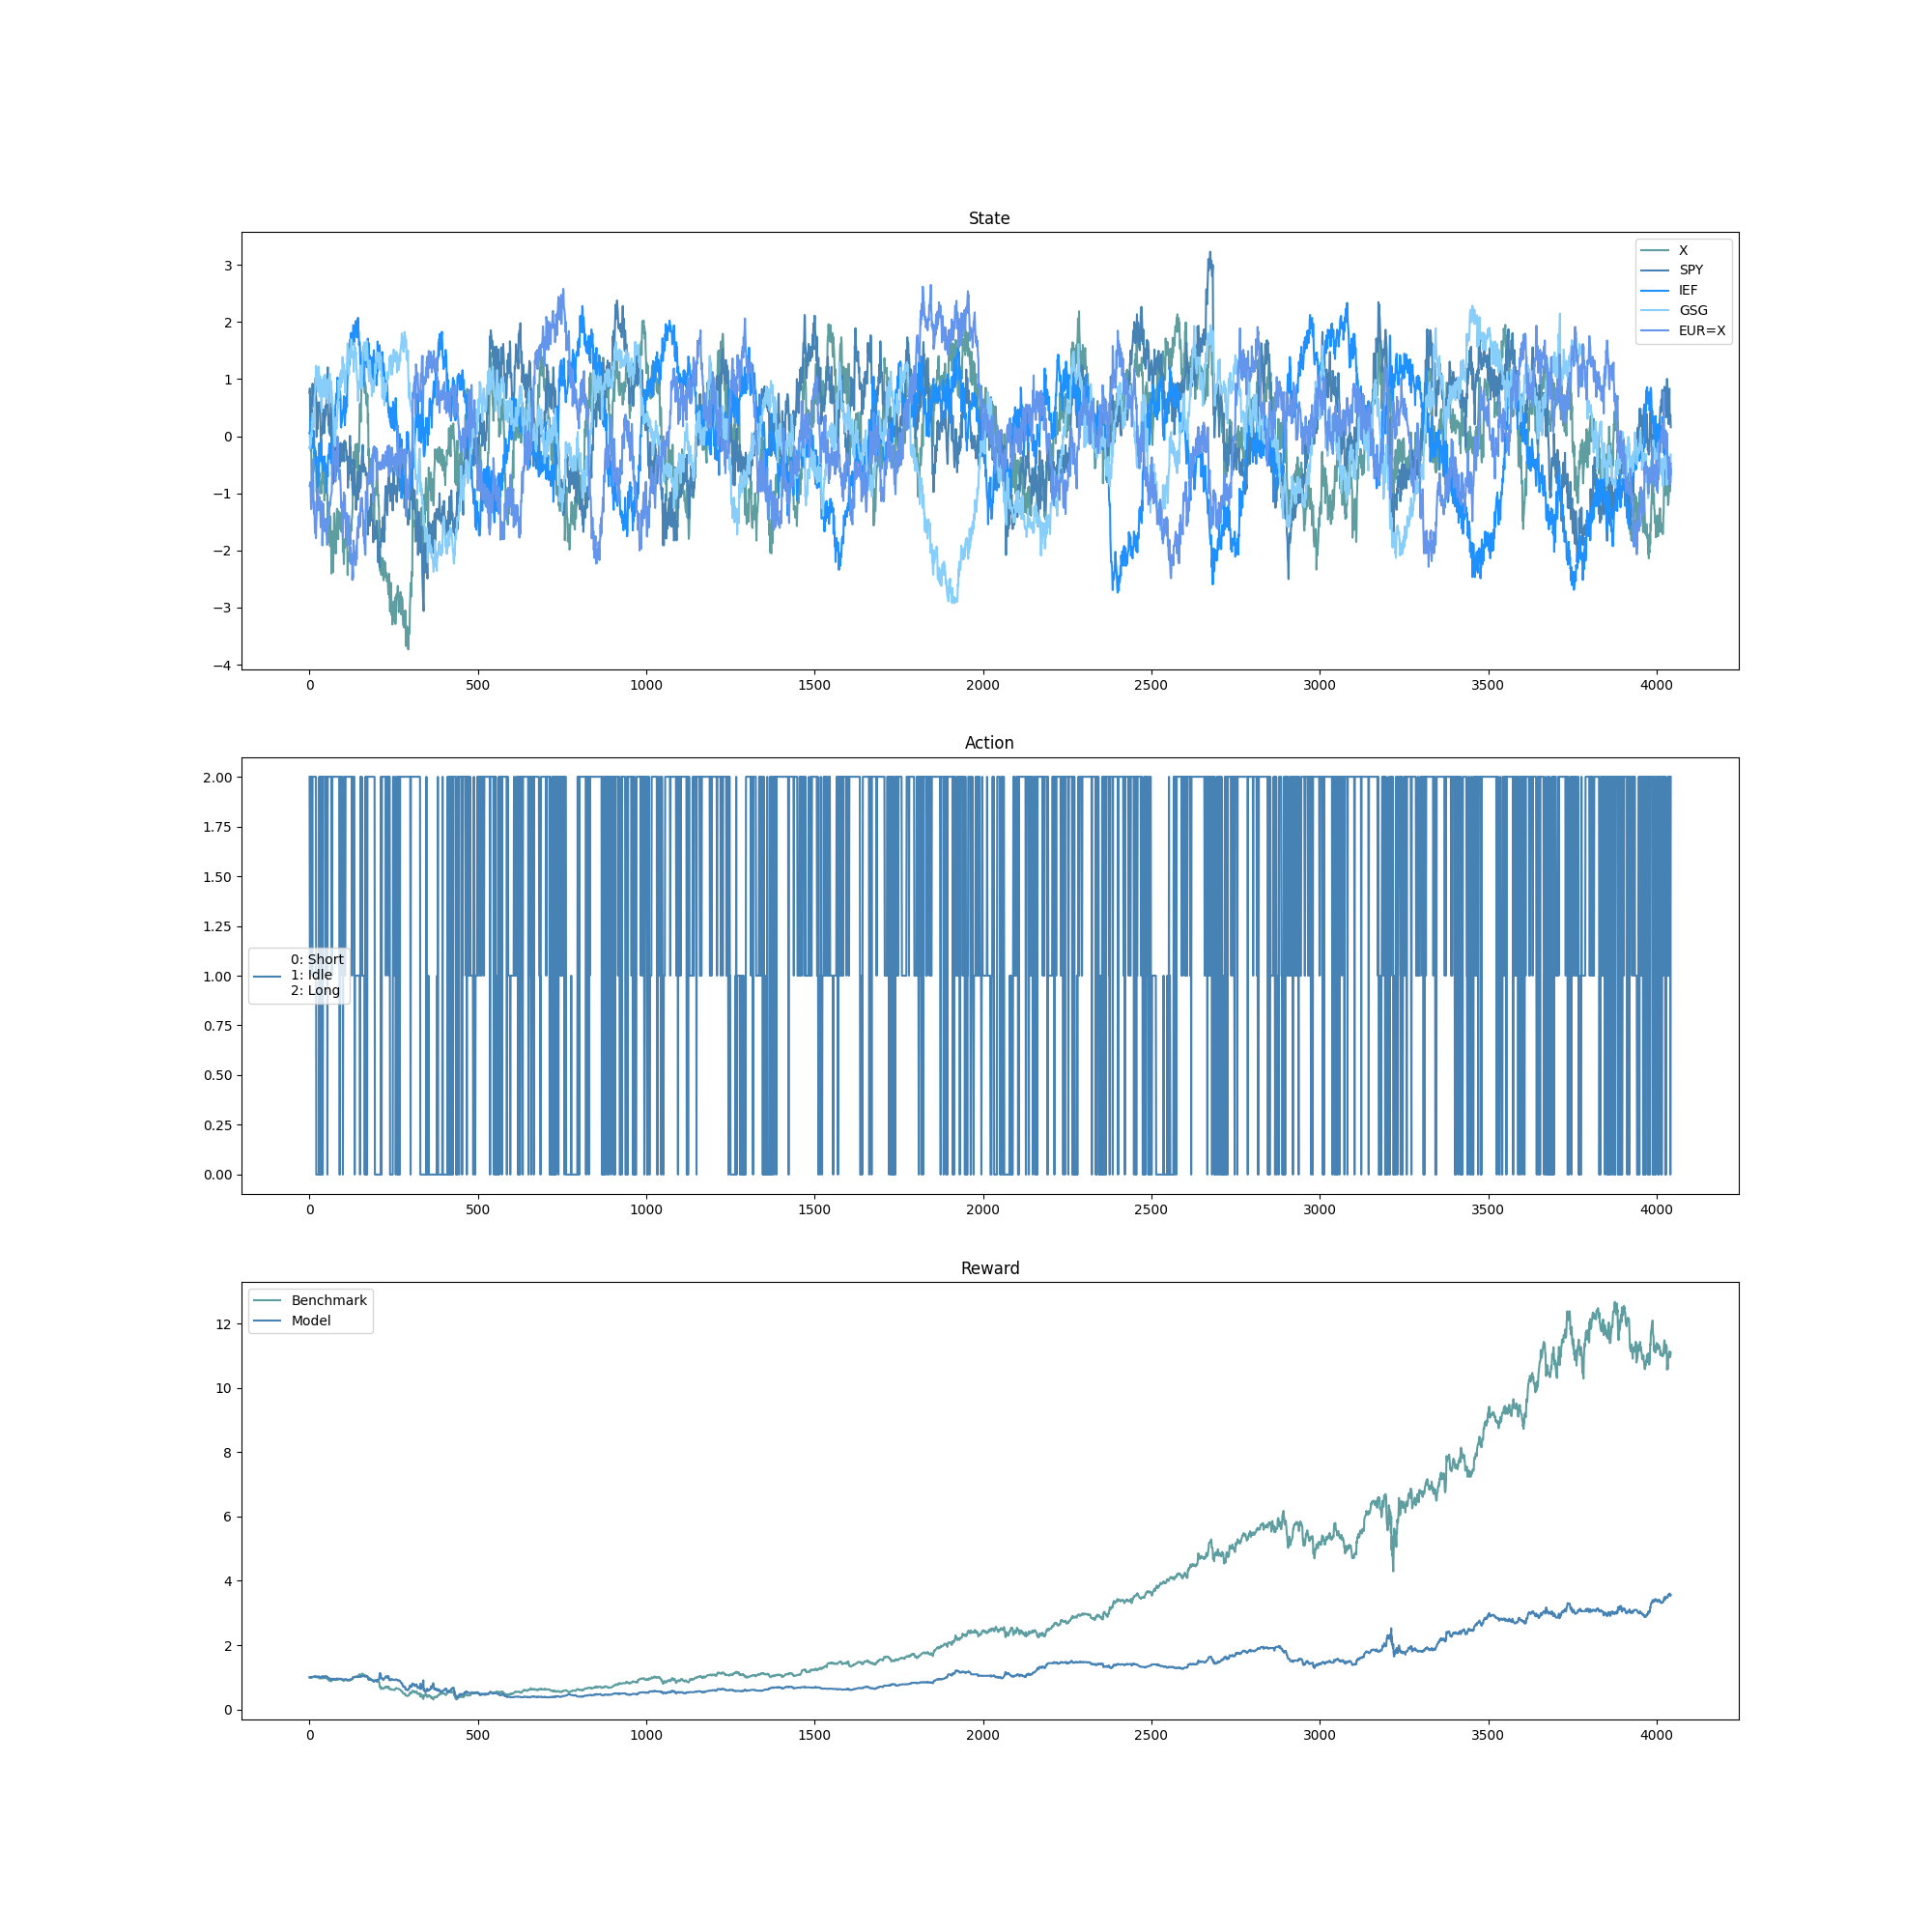 State
3
2
1
0
−1
−2
−3
−4
X
SPY
IEF
GSG
EUR=X
0 500 1000 1500 2000 2500 3000 3500 4000
Action
2.00
1.75
1.50
1.25
1.00
0.75
0.50
0.25
0.00
0: Short
1: Idle
2: Long
0 500 1000 1500 2000 2500 3000 3500 4000
Reward
12
10
8
6
4
2
0
Benchmark
Model
0 500 1000 1500 2000 2500 3000 3500 4000